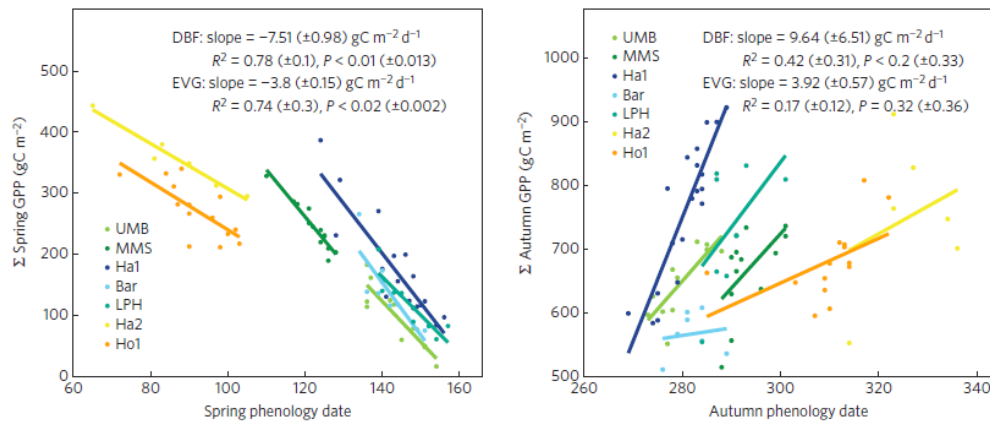 DBF: slope = −7.51 (±0.98) gC m⁻² d⁻¹
R² = 0.78 (±0.1), P < 0.01 (±0.013)
EVG: slope = −3.8 (±0.15) gC m⁻² d⁻¹
R² = 0.74 (±0.3), P < 0.02 (±0.002)
Σ Spring GPP (gC m⁻²)
500
400
300
200
100
0
UMB
MMS
Ha1
Bar
LPH
Ha2
Ho1
60 80 100 120 140 160
Spring phenology date
DBF: slope = 9.64 (±6.51) gC m⁻² d⁻¹
R² = 0.42 (±0.31), P < 0.2 (±0.33)
EVG: slope = 3.92 (±0.57) gC m⁻² d⁻¹
R² = 0.17 (±0.12), P = 0.32 (±0.36)
UMB
MMS
Ha1
Bar
LPH
Ha2
Ho1
Σ Autumn GPP (gC m⁻²)
1000
900
800
700
600
500
260 280 300 320 340
Autumn phenology date